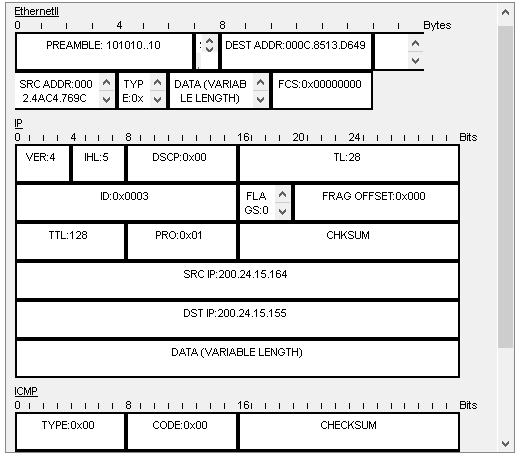 EthernetII
0 4 8 Bytes
PREAMBLE: 101010..10 DEST ADDR:000C.8513.D649
SRC ADDR:000 TYP DATA (VARIAB FCS:0x00000000
2.4AC4.769C E:0x LE LENGTH)
IP
0 4 8 16 20 24 Bits
VER:4 IHL:5 DSCP:0x00 TL:28
ID:0x0003 FLA FRAG OFFSET:0x000
GS:0
TTL:128 PRO:0x01 CHKSUM
SRC IP:200.24.15.164
DST IP:200.24.15.155
DATA (VARIABLE LENGTH)
ICMP
0 8 16 Bits
TYPE:0x00 CODE:0x00 CHECKSUM